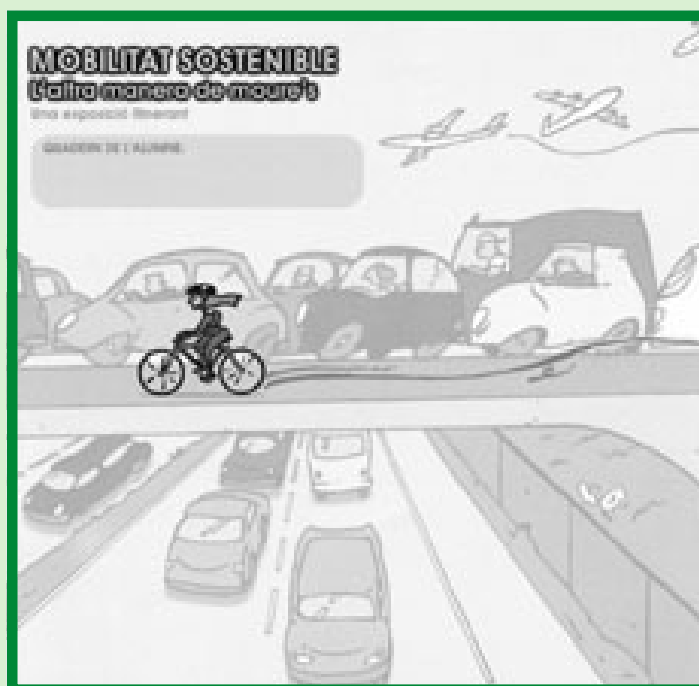 MOBILITAT SOSTENIBLE
L'altra manera de moure's
Una exposició itinerant
QUADERN DE L'ALUMNE: